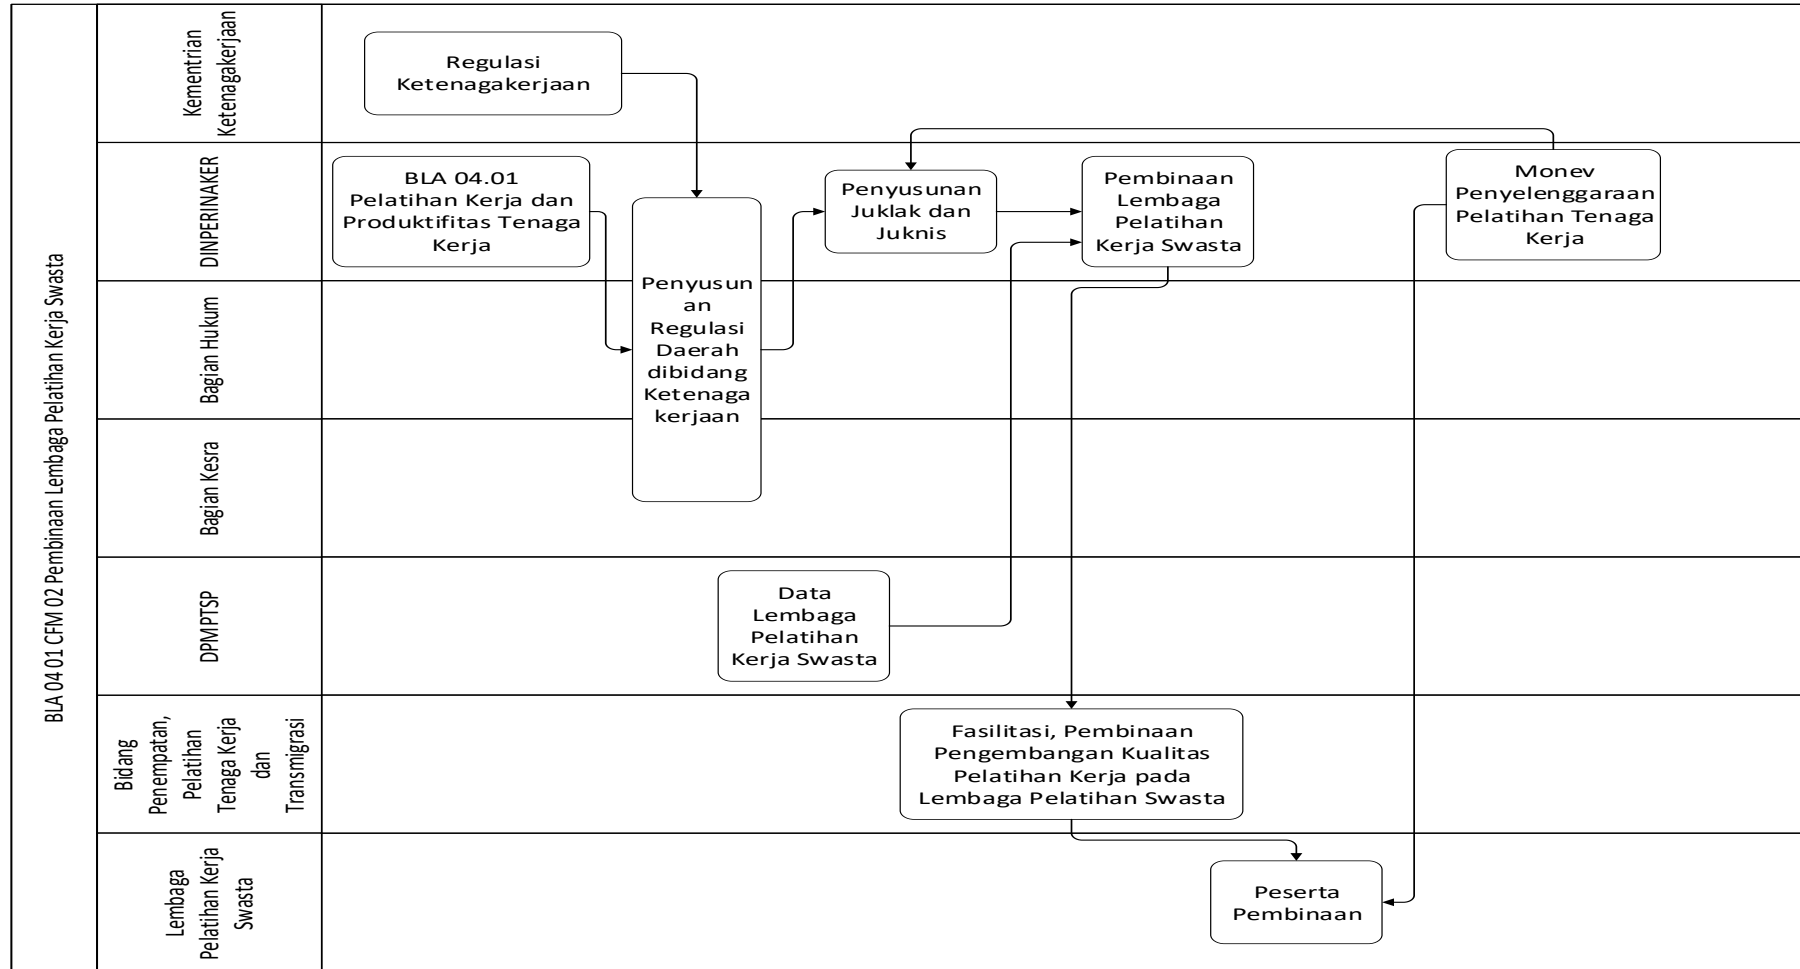 BLA 04 01 CFM 02 Pembinaan Lembaga Pelatihan Kerja Swasta
Kementrian
Ketenagakerjaan
Regulasi
Ketenagakerjaan
DINPERINAKER
BLA 04.01
Pelatihan Kerja dan
Produktifitas Tenaga
Kerja
Penyusun
an
Regulasi
Daerah
dibidang
Ketenaga
kerjaan
Penyusunan
Juklak dan
Juknis
Pembinaan
Lembaga
Pelatihan
Kerja Swasta
Monev
Penyelenggaraan
Pelatihan Tenaga
Kerja
Bagian Hukum
Bagian Kesra
DPMPTSP
Data
Lembaga
Pelatihan
Kerja Swasta
Bidang
Penempatan,
Pelatihan
Tenaga Kerja
dan
Transmigrasi
Fasilitasi, Pembinaan
Pengembangan Kualitas
Pelatihan Kerja pada
Lembaga Pelatihan Swasta
Lembaga
Pelatihan Kerja
Swasta
Peserta
Pembinaan